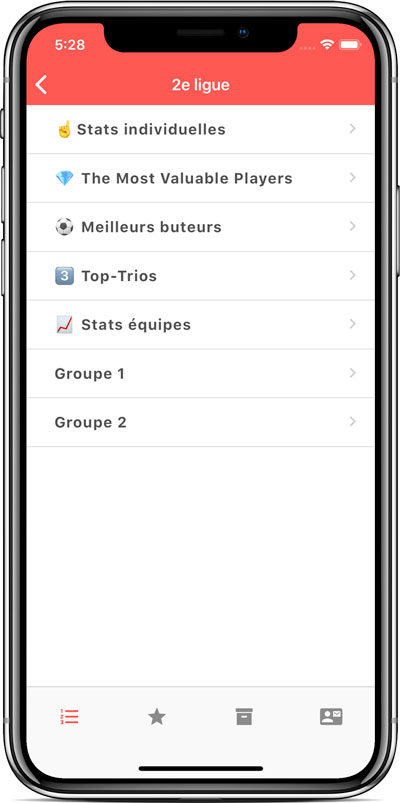 5:28
2e ligue
☝️Stats individuelles
💎 The Most Valuable Players
⚽ Meilleurs buteurs
3️⃣ Top-Trios
📈 Stats équipes
Groupe 1
Groupe 2